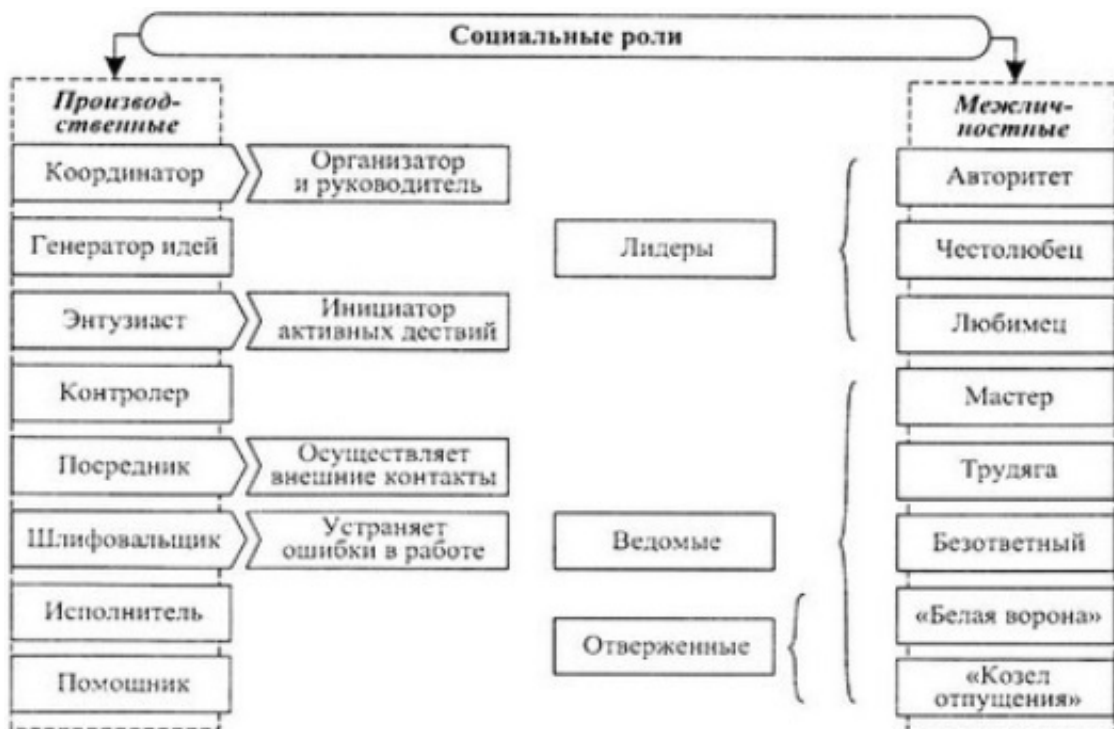 Социальные роли
Производ-
ственные
Межлич-
ностные
Координатор
Организатор
и руководитель
Авторитет
Генератор идей
Лидеры
Честолюбец
Энтузиаст
Инициатор
активных дествий
Любимец
Контролер
Мастер
Посредник
Осуществляет
внешние контакты
Трудяга
Шлифовальщик
Устраняет
ошибки в работе
Ведомые
Безответный
Исполнитель
Отверженные
«Белая ворона»
Помошник
«Козел
отпущения»